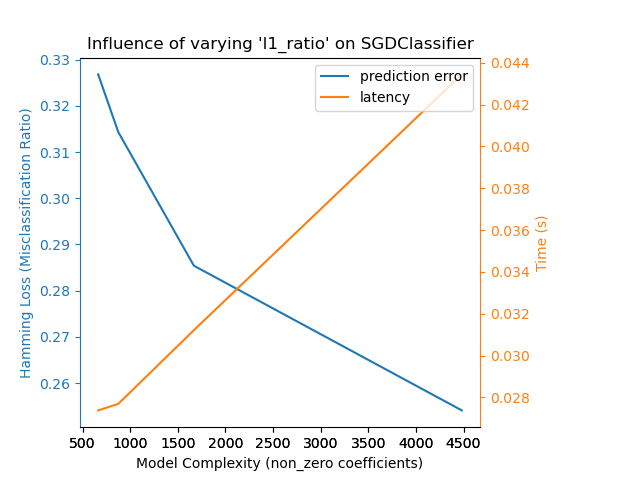 Influence of varying 'l1_ratio' on SGDClassifier
prediction error
latency
Hamming Loss (Misclassification Ratio)
0.33
0.32
0.31
0.30
0.29
0.28
0.27
0.26
0.044
0.042
0.040
0.038
0.036
0.034
0.032
0.030
0.028
Time (s)
500 1000 1500 2000 2500 3000 3500 4000 4500
Model Complexity (non_zero coefficients)